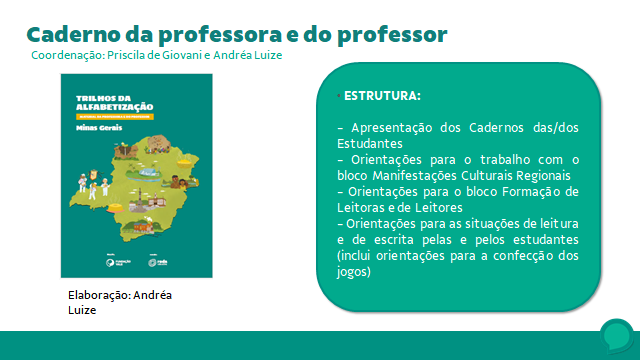 Caderno da professora e do professor
Coordenação: Priscila de Giovani e Andréa Luize
TRILHOS DA
ALFABETIZAÇÃO
Minas Gerais
Elaboração: Andréa
Luize
• ESTRUTURA:
– Apresentação dos Cadernos das/dos
Estudantes
– Orientações para o trabalho com o
bloco Manifestações Culturais Regionais
– Orientações para o bloco Formação de
Leitoras e de Leitores
– Orientações para as situações de leitura
e de escrita pelas e pelos estudantes
(inclui orientações para a confecção dos
jogos)